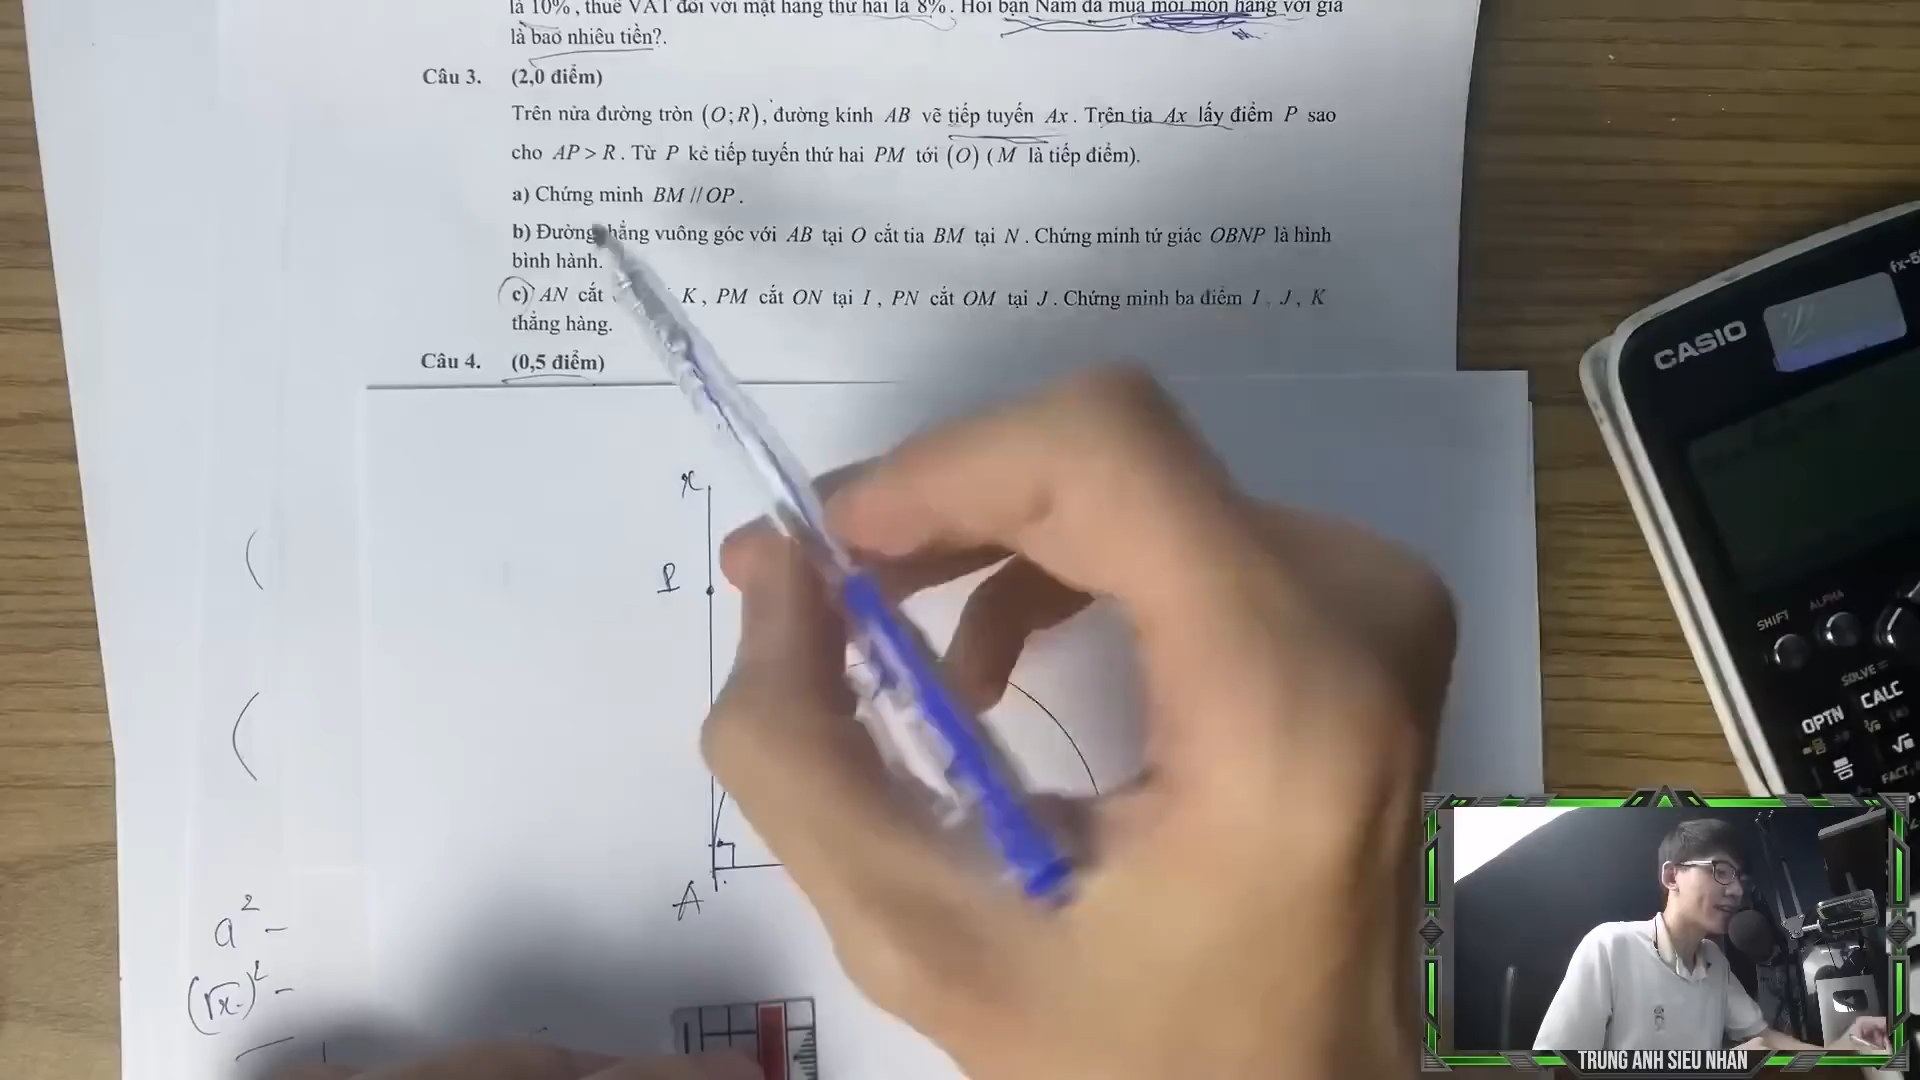 là 10%, thuế VAT đối với mặt hàng thứ hai là 8%. Hỏi bạn Nam đã mua mỗi món hàng với giá
là bao nhiêu tiền?.
Câu 3. (2,0 điểm)
Trên nửa đường tròn (O;R), đường kính AB vẽ tiếp tuyến Ax. Trên tia Ax lấy điểm P sao
cho AP > R. Từ P kẻ tiếp tuyến thứ hai PM tới (O) (M là tiếp điểm).
a) Chứng minh BM // OP.
b) Đường hẳng vuông góc với AB tại O cắt tia BM tại N. Chứng minh tứ giác OBNP là hình
bình hành.
c) AN cắt K, PM cắt ON tại I, PN cắt OM tại J. Chứng minh ba điểm I, J, K
thẳng hàng.
Câu 4. (0,5 điểm)
x
P
A
a² -
(√x)² -
CASIO
fx-5
SHIFT
ALPHA
SOLVE =
OPTN
CALC
FACT
TRUNG ANH SIEU NHAN